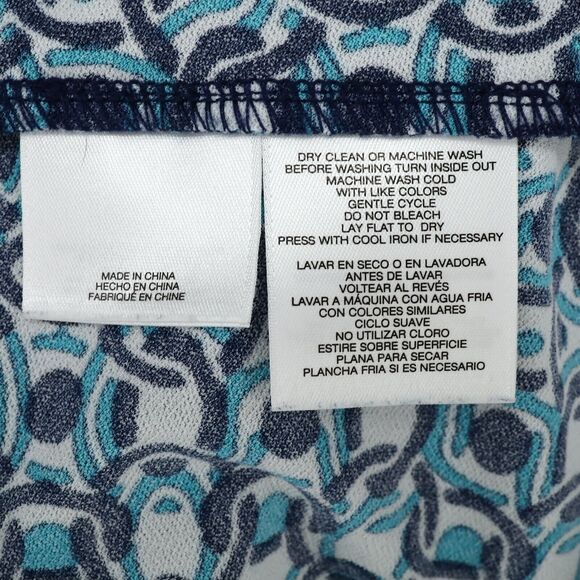 MADE IN CHINA
HECHO EN CHINA
FABRIQUÉ EN CHINE
DRY CLEAN OR MACHINE WASH
BEFORE WASHING TURN INSIDE OUT
MACHINE WASH COLD
WITH LIKE COLORS
GENTLE CYCLE
DO NOT BLEACH
LAY FLAT TO DRY
PRESS WITH COOL IRON IF NECESSARY
LAVAR EN SECO O EN LAVADORA
ANTES DE LAVAR
VOLTEAR AL REVÉS
LAVAR A MÁQUINA CON AGUA FRIA
CON COLORES SIMILARES
CICLO SUAVE
NO UTILIZAR CLORO
ESTIRE SOBRE SUPERFICIE
PLANA PARA SECAR
PLANCHA FRIA SI ES NECESARIO